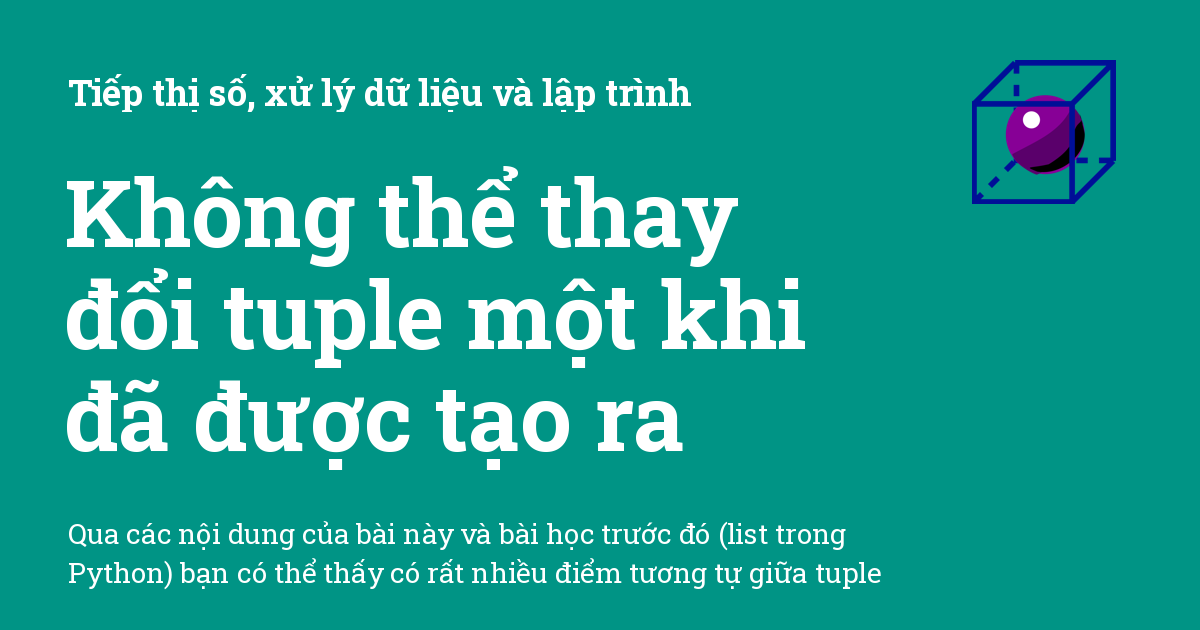 Tiếp thị số, xử lý dữ liệu và lập trình
Không thể thay
đổi tuple một khi
đã được tạo ra
Qua các nội dung của bài này và bài học trước đó (list trong
Python) bạn có thể thấy có rất nhiều điểm tương tự giữa tuple